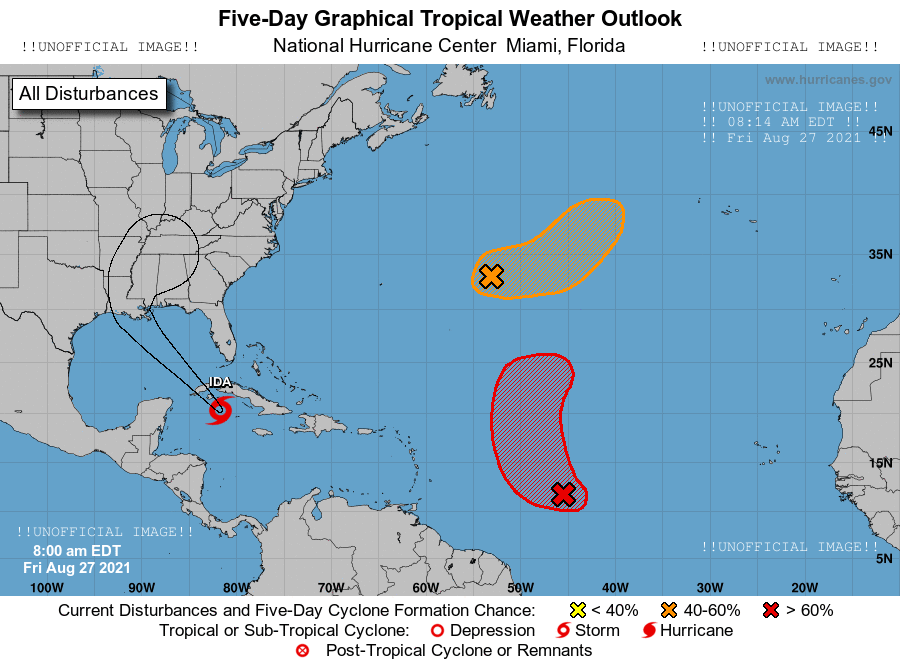 Five-Day Graphical Tropical Weather Outlook
!!UNOFFICIAL IMAGE!!
National Hurricane Center  Miami, Florida
!!UNOFFICIAL IMAGE!!
www.hurricanes.gov
All Disturbances
!!UNOFFICIAL IMAGE!!
!! 08:14 AM EDT !!
!! Fri Aug 27 2021 !!
45N
35N
25N
IDA
15N
!!UNOFFICIAL IMAGE!!
8:00 am EDT
Fri Aug 27 2021
!!UNOFFICIAL IMAGE!!
5N
100W 90W 80W 70W 60W 50W 40W 30W 20W
Current Disturbances and Five-Day Cyclone Formation Chance: < 40% 40-60% > 60%
Tropical or Sub-Tropical Cyclone: Depression Storm Hurricane
Post-Tropical Cyclone or Remnants